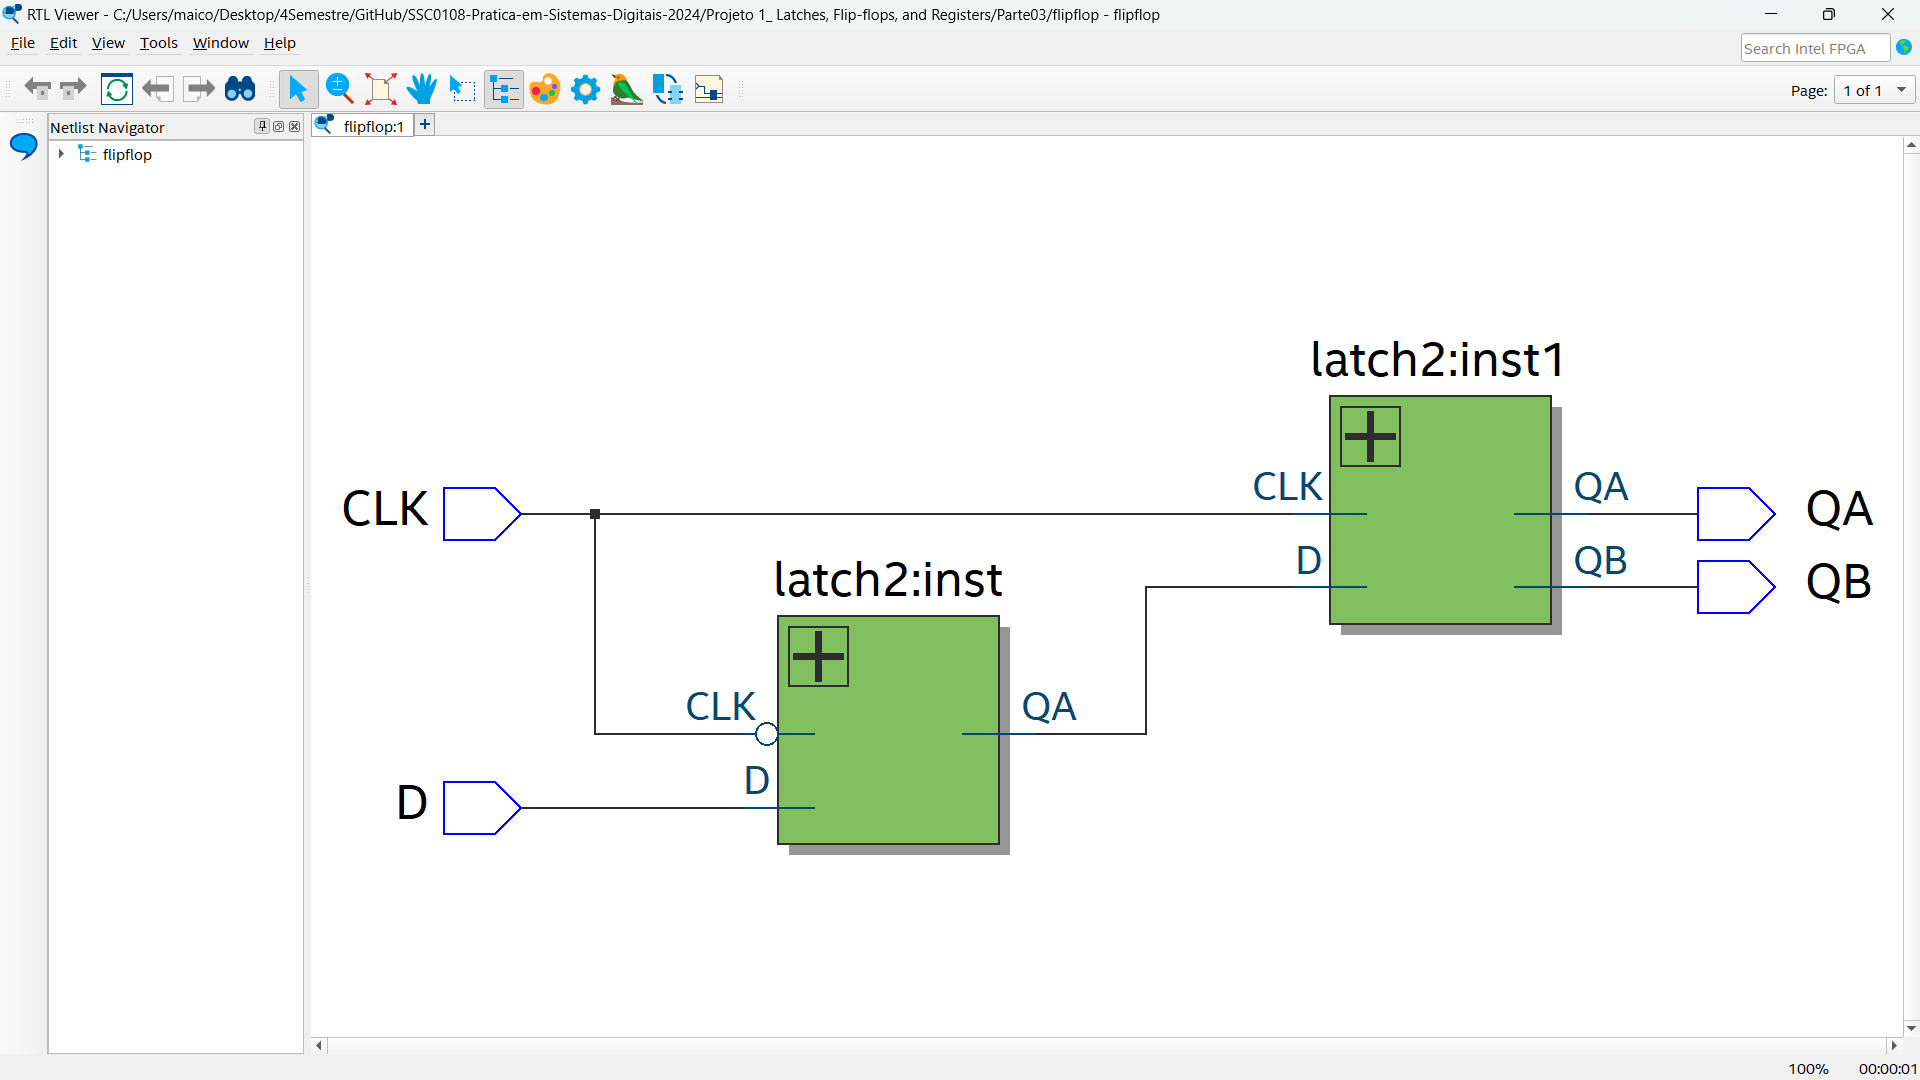 RTL Viewer - C:/Users/maico/Desktop/4Semestre/GitHub/SSC0108-Pratica-em-Sistemas-Digitais-2024/Projeto 1_ Latches, Flip-flops, and Registers/Parte03/flipflop - flipflop
File Edit View Tools Window Help
Search Intel FPGA
Page: 1 of 1
Netlist Navigator
flipflop:1
flipflop
latch2:inst1
CLK
CLK
QA
QA
D
QB
QB
latch2:inst
CLK
QA
D
D
100% 00:00:01